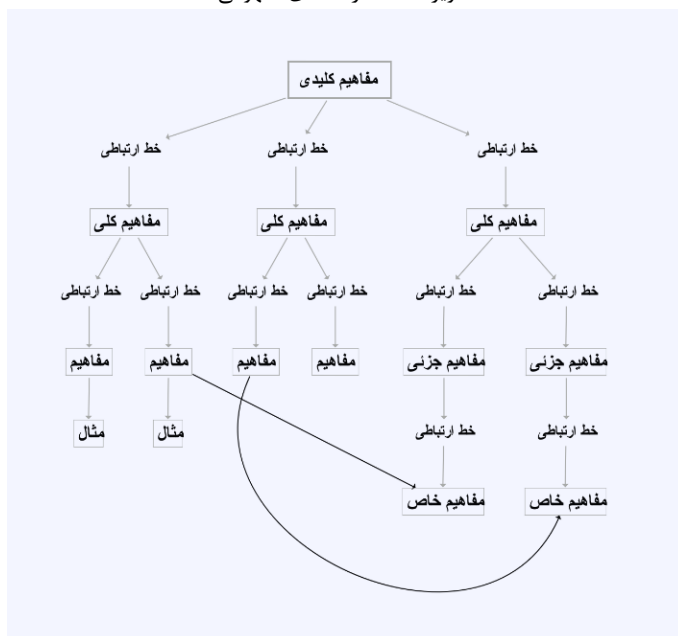 مفاهیم کلیدی
خط ارتباطی خط ارتباطی خط ارتباطی
مفاهیم کلی مفاهیم کلی مفاهیم کلی
خط ارتباطی خط ارتباطی خط ارتباطی خط ارتباطی خط ارتباطی خط ارتباطی
مفاهیم جزئی مفاهیم جزئی مفاهیم مفاهیم مفاهیم مفاهیم
خط ارتباطی خط ارتباطی مثال مثال
مفاهیم خاص مفاهیم خاص